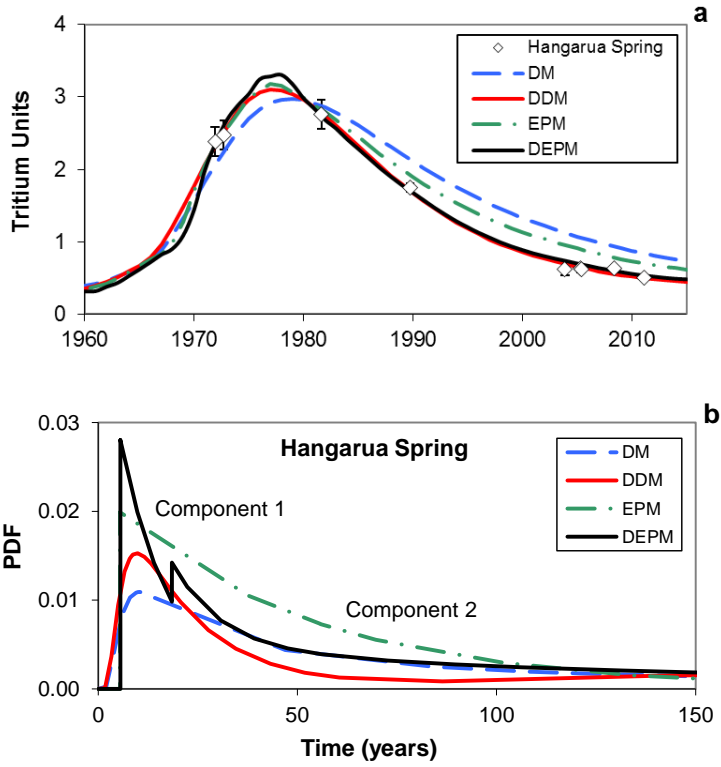 a
4
3
2
1
0
Tritium Units
Hangarua Spring
DM
DDM
EPM
DEPM
1960 1970 1980 1990 2000 2010
b
0.03
0.02
0.01
0.00
PDF
Hangarua Spring
DM
DDM
EPM
DEPM
Component 1
Component 2
0 50 100 150
Time (years)